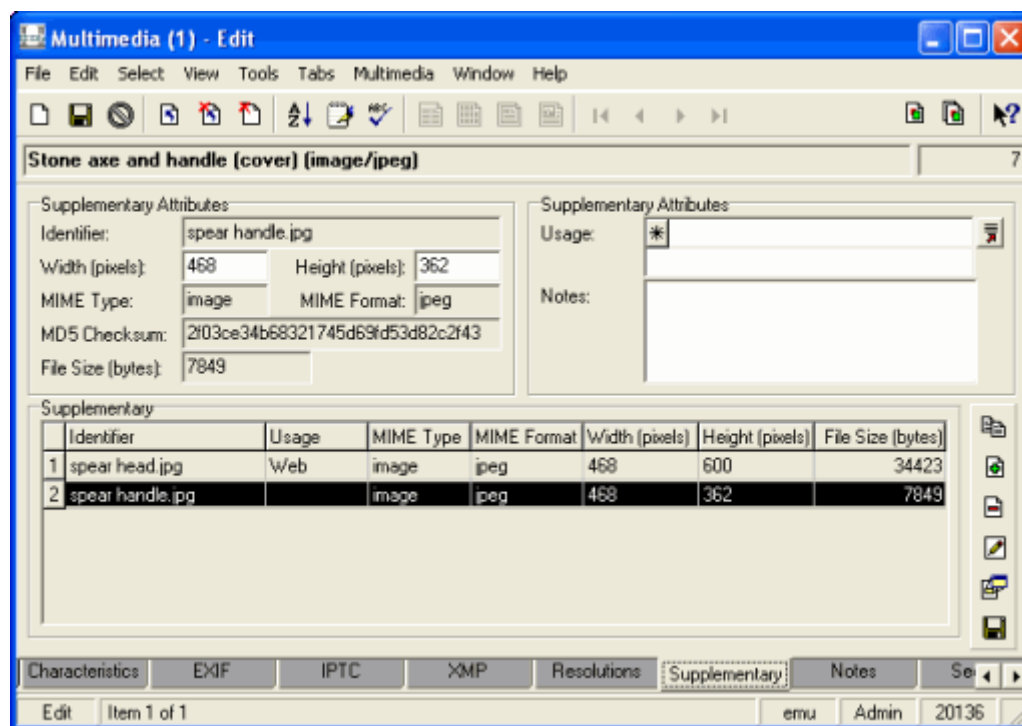 Multimedia (1) - Edit
File Edit Select View Tools Tabs Multimedia Window Help
Stone axe and handle (cover) (image/jpeg) 7
Supplementary Attributes
Identifier: spear handle.jpg
Width (pixels): 468 Height (pixels): 362
MIME Type: image MIME Format: jpeg
MD5 Checksum: 2f03ce34b68321745d69fd53d82c2f43
File Size (bytes): 7849
Supplementary Attributes
Usage:
Notes:
Supplementary
Identifier Usage MIME Type MIME Format Width (pixels) Height (pixels) File Size (bytes)
1 spear head.jpg Web image jpeg 468 600 34423
2 spear handle.jpg image jpeg 468 362 7849
Characteristics EXIF IPTC XMP Resolutions Supplementary Notes Se
Edit Item 1 of 1 emu Admin 20136